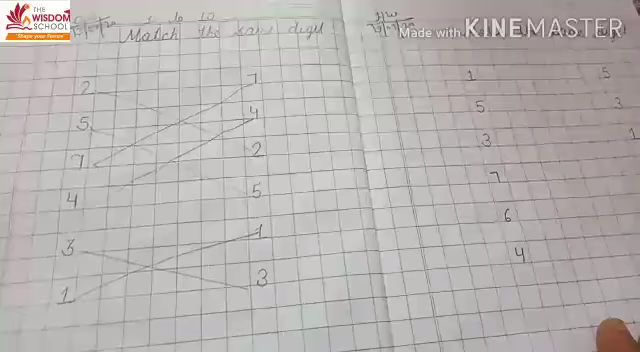 THE
WISDOM
SCHOOL
"Shape your Future"
Made with KINEMASTER
Match the same digit
2 7
5 4
7 2
4 5
3 1
1 3
H/W
1 5
5 3
3 1
7
6
4